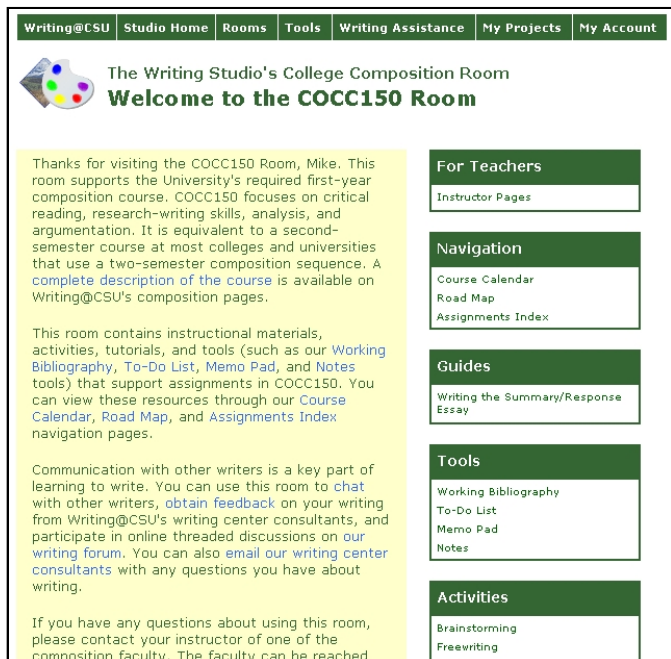 Writing@CSU Studio Home Rooms Tools Writing Assistance My Projects My Account
The Writing Studio's College Composition Room
Welcome to the COCC150 Room
Thanks for visiting the COCC150 Room, Mike. This
room supports the University's required first-year
composition course. COCC150 focuses on critical
reading, research-writing skills, analysis, and
argumentation. It is equivalent to a second-
semester course at most colleges and universities
that use a two-semester composition sequence. A
complete description of the course is available on
Writing@CSU's composition pages.
This room contains instructional materials,
activities, tutorials, and tools (such as our Working
Bibliography, To-Do List, Memo Pad, and Notes
tools) that support assignments in COCC150. You
can view these resources through our Course
Calendar, Road Map, and Assignments Index
navigation pages.
Communication with other writers is a key part of
learning to write. You can use this room to chat
with other writers, obtain feedback on your writing
from Writing@CSU's writing center consultants, and
participate in online threaded discussions on our
writing forum. You can also email our writing center
consultants with any questions you have about
writing.
If you have any questions about using this room,
please contact your instructor of one of the
composition faculty. The faculty can be reached
For Teachers
Instructor Pages
Navigation
Course Calendar
Road Map
Assignments Index
Guides
Writing the Summary/Response
Essay
Tools
Working Bibliography
To-Do List
Memo Pad
Notes
Activities
Brainstorming
Freewriting